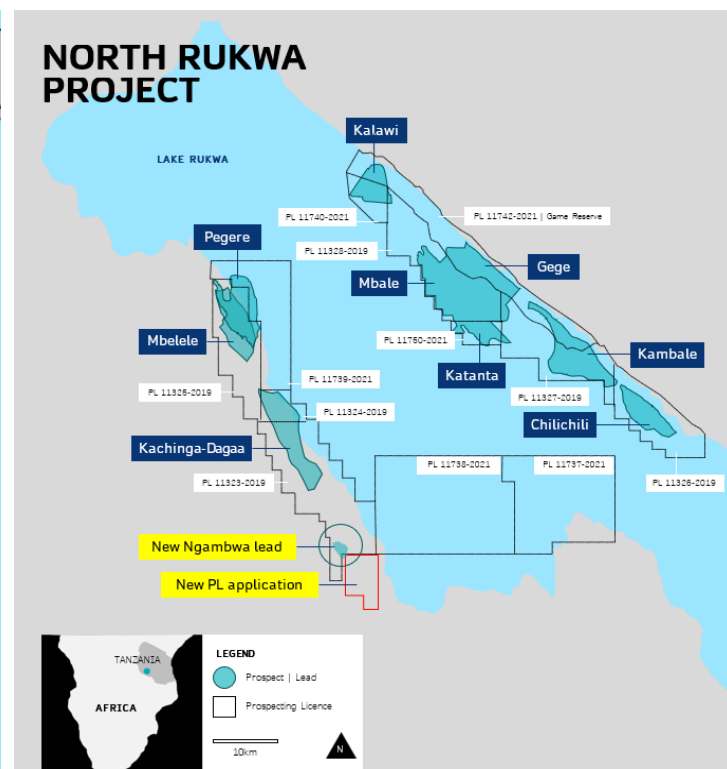 NORTH RUKWA
PROJECT
LAKE RUKWA
Kalawi
PL 11740-2021
PL 11742-2021 | Game Reserve
PL 11328-2019
Pegere
Gege
Mbale
Mbelele
PL 11760-2021
Kambale
Katanta
PL 11739-2021
PL 11325-2019
PL 11327-2019
PL 11324-2019
Chilichili
Kachinga-Dagaa
PL 11738-2021
PL 11737-2021
PL 11323-2019
PL 11326-2019
New Ngambwa lead
New PL application
TANZANIA
AFRICA
LEGEND
Prospect | Lead
Prospecting Licence
10km
N